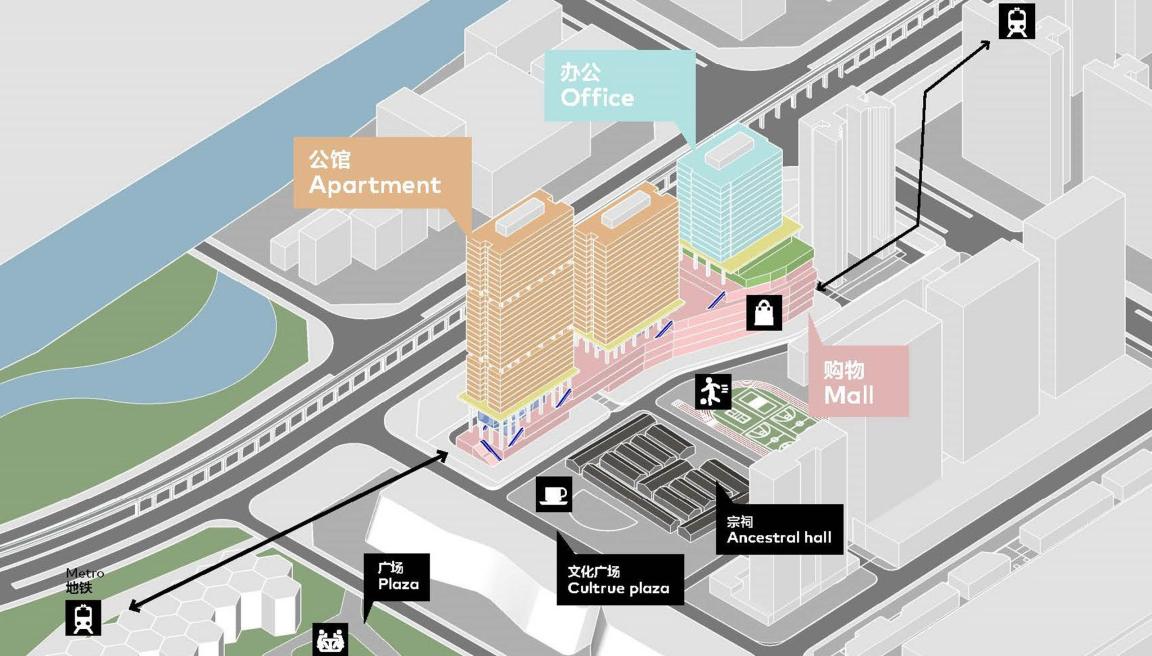 办公
Office
公馆
Apartment
购物
Mall
宗祠
Ancestral hall
广场
Plaza
文化广场
Cultrue plaza
Metro
地铁